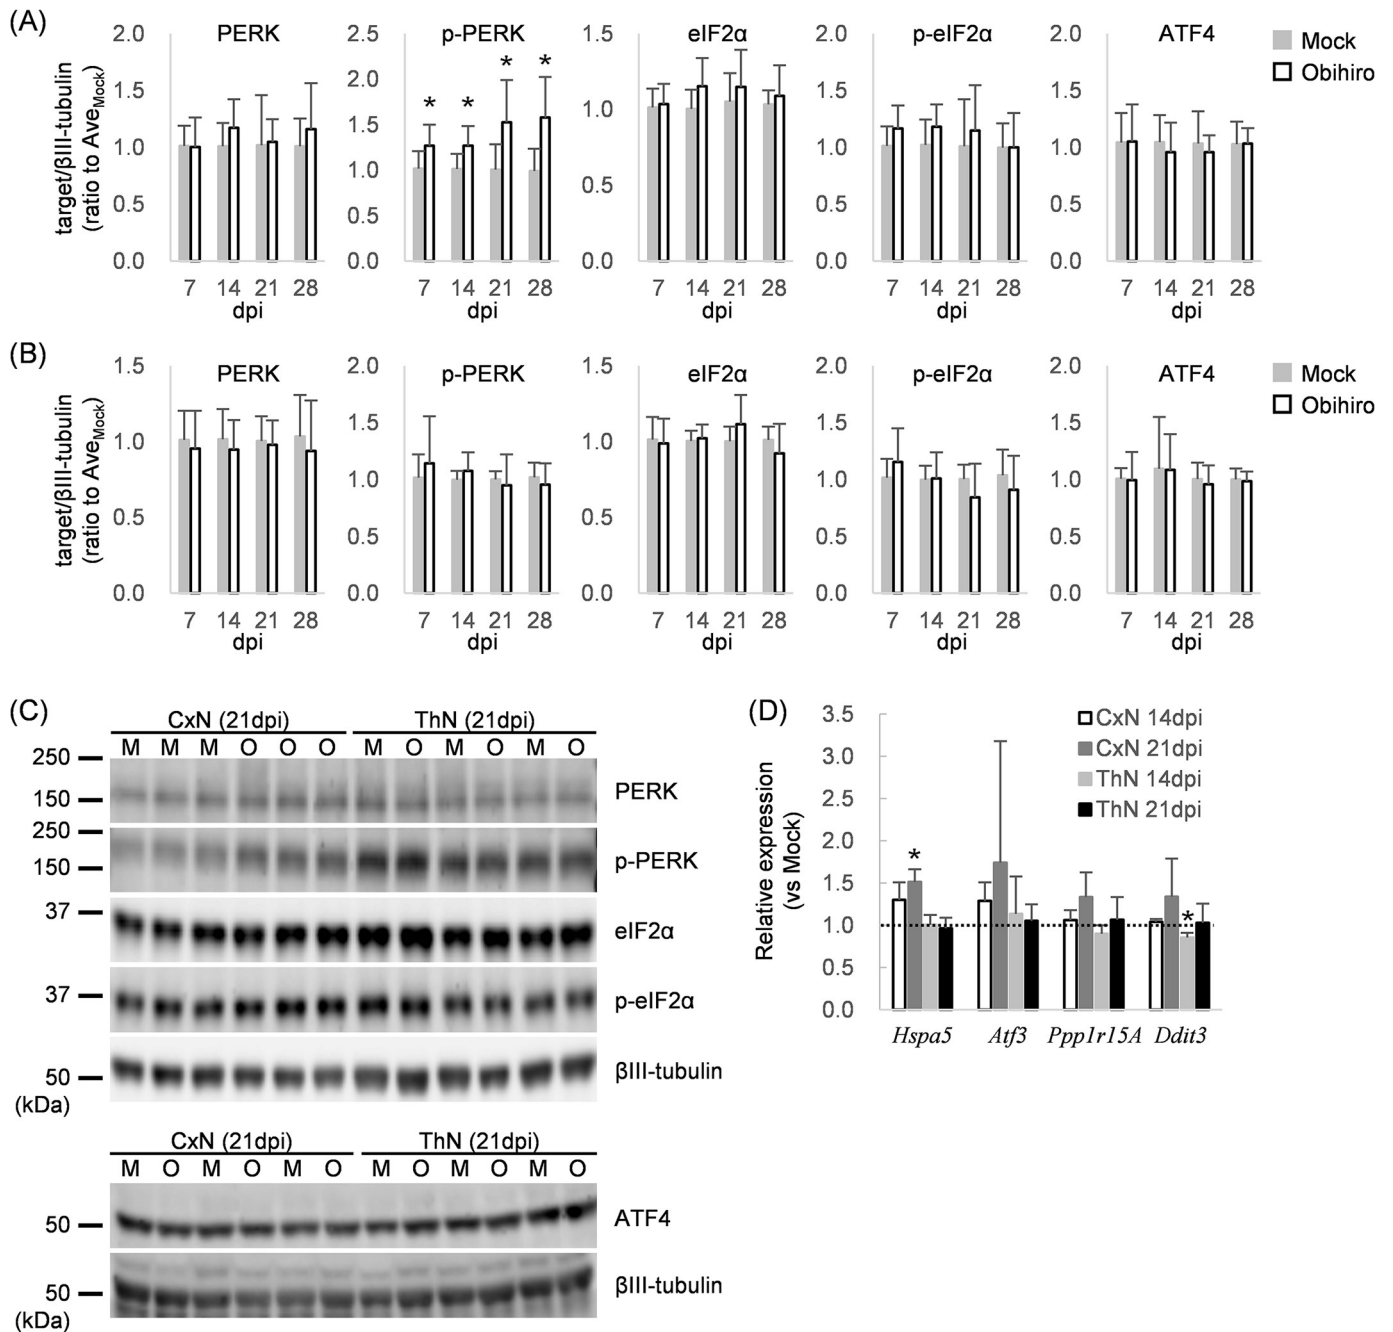 (A)
PERK p-PERK eIF2α p-eIF2α ATF4
target/βIII-tubulin
(ratio to AveMock)
2.0 2.5 1.5 2.0 2.0
1.5 2.0 1.0 1.5 1.5
1.0 1.5 0.5 1.0 1.0
0.5 1.0 0.0 0.5 0.5
0.0 0.5 0.0 0.0
0.0
* * * *
7 14 21 28 7 14 21 28 7 14 21 28 7 14 21 28 7 14 21 28
dpi dpi dpi dpi dpi
Mock
Obihiro
(B)
PERK p-PERK eIF2α p-eIF2α ATF4
target/βIII-tubulin
(ratio to AveMock)
1.5 2.0 1.5 2.0 2.0
1.0 1.5 1.0 1.5 1.5
0.5 1.0 0.5 1.0 1.0
0.0 0.5 0.0 0.5 0.5
0.0 0.0 0.0
7 14 21 28 7 14 21 28 7 14 21 28 7 14 21 28 7 14 21 28
dpi dpi dpi dpi dpi
Mock
Obihiro
(C)
CxN (21dpi) ThN (21dpi)
M M M O O O M O M O M O
250
150 PERK
250
150 p-PERK
37
eIF2α
37
p-eIF2α
50 βIII-tubulin
(kDa)
CxN (21dpi) ThN (21dpi)
M O M O M O M O M O M O
50 ATF4
50 βIII-tubulin
(kDa)
(D)
Relative expression
(vs Mock)
3.5
3.0
2.5
2.0
1.5
1.0
0.5
0.0
CxN 14dpi
CxN 21dpi
ThN 14dpi
ThN 21dpi
* *
Hspa5 Atf3 Ppp1r15A Ddit3